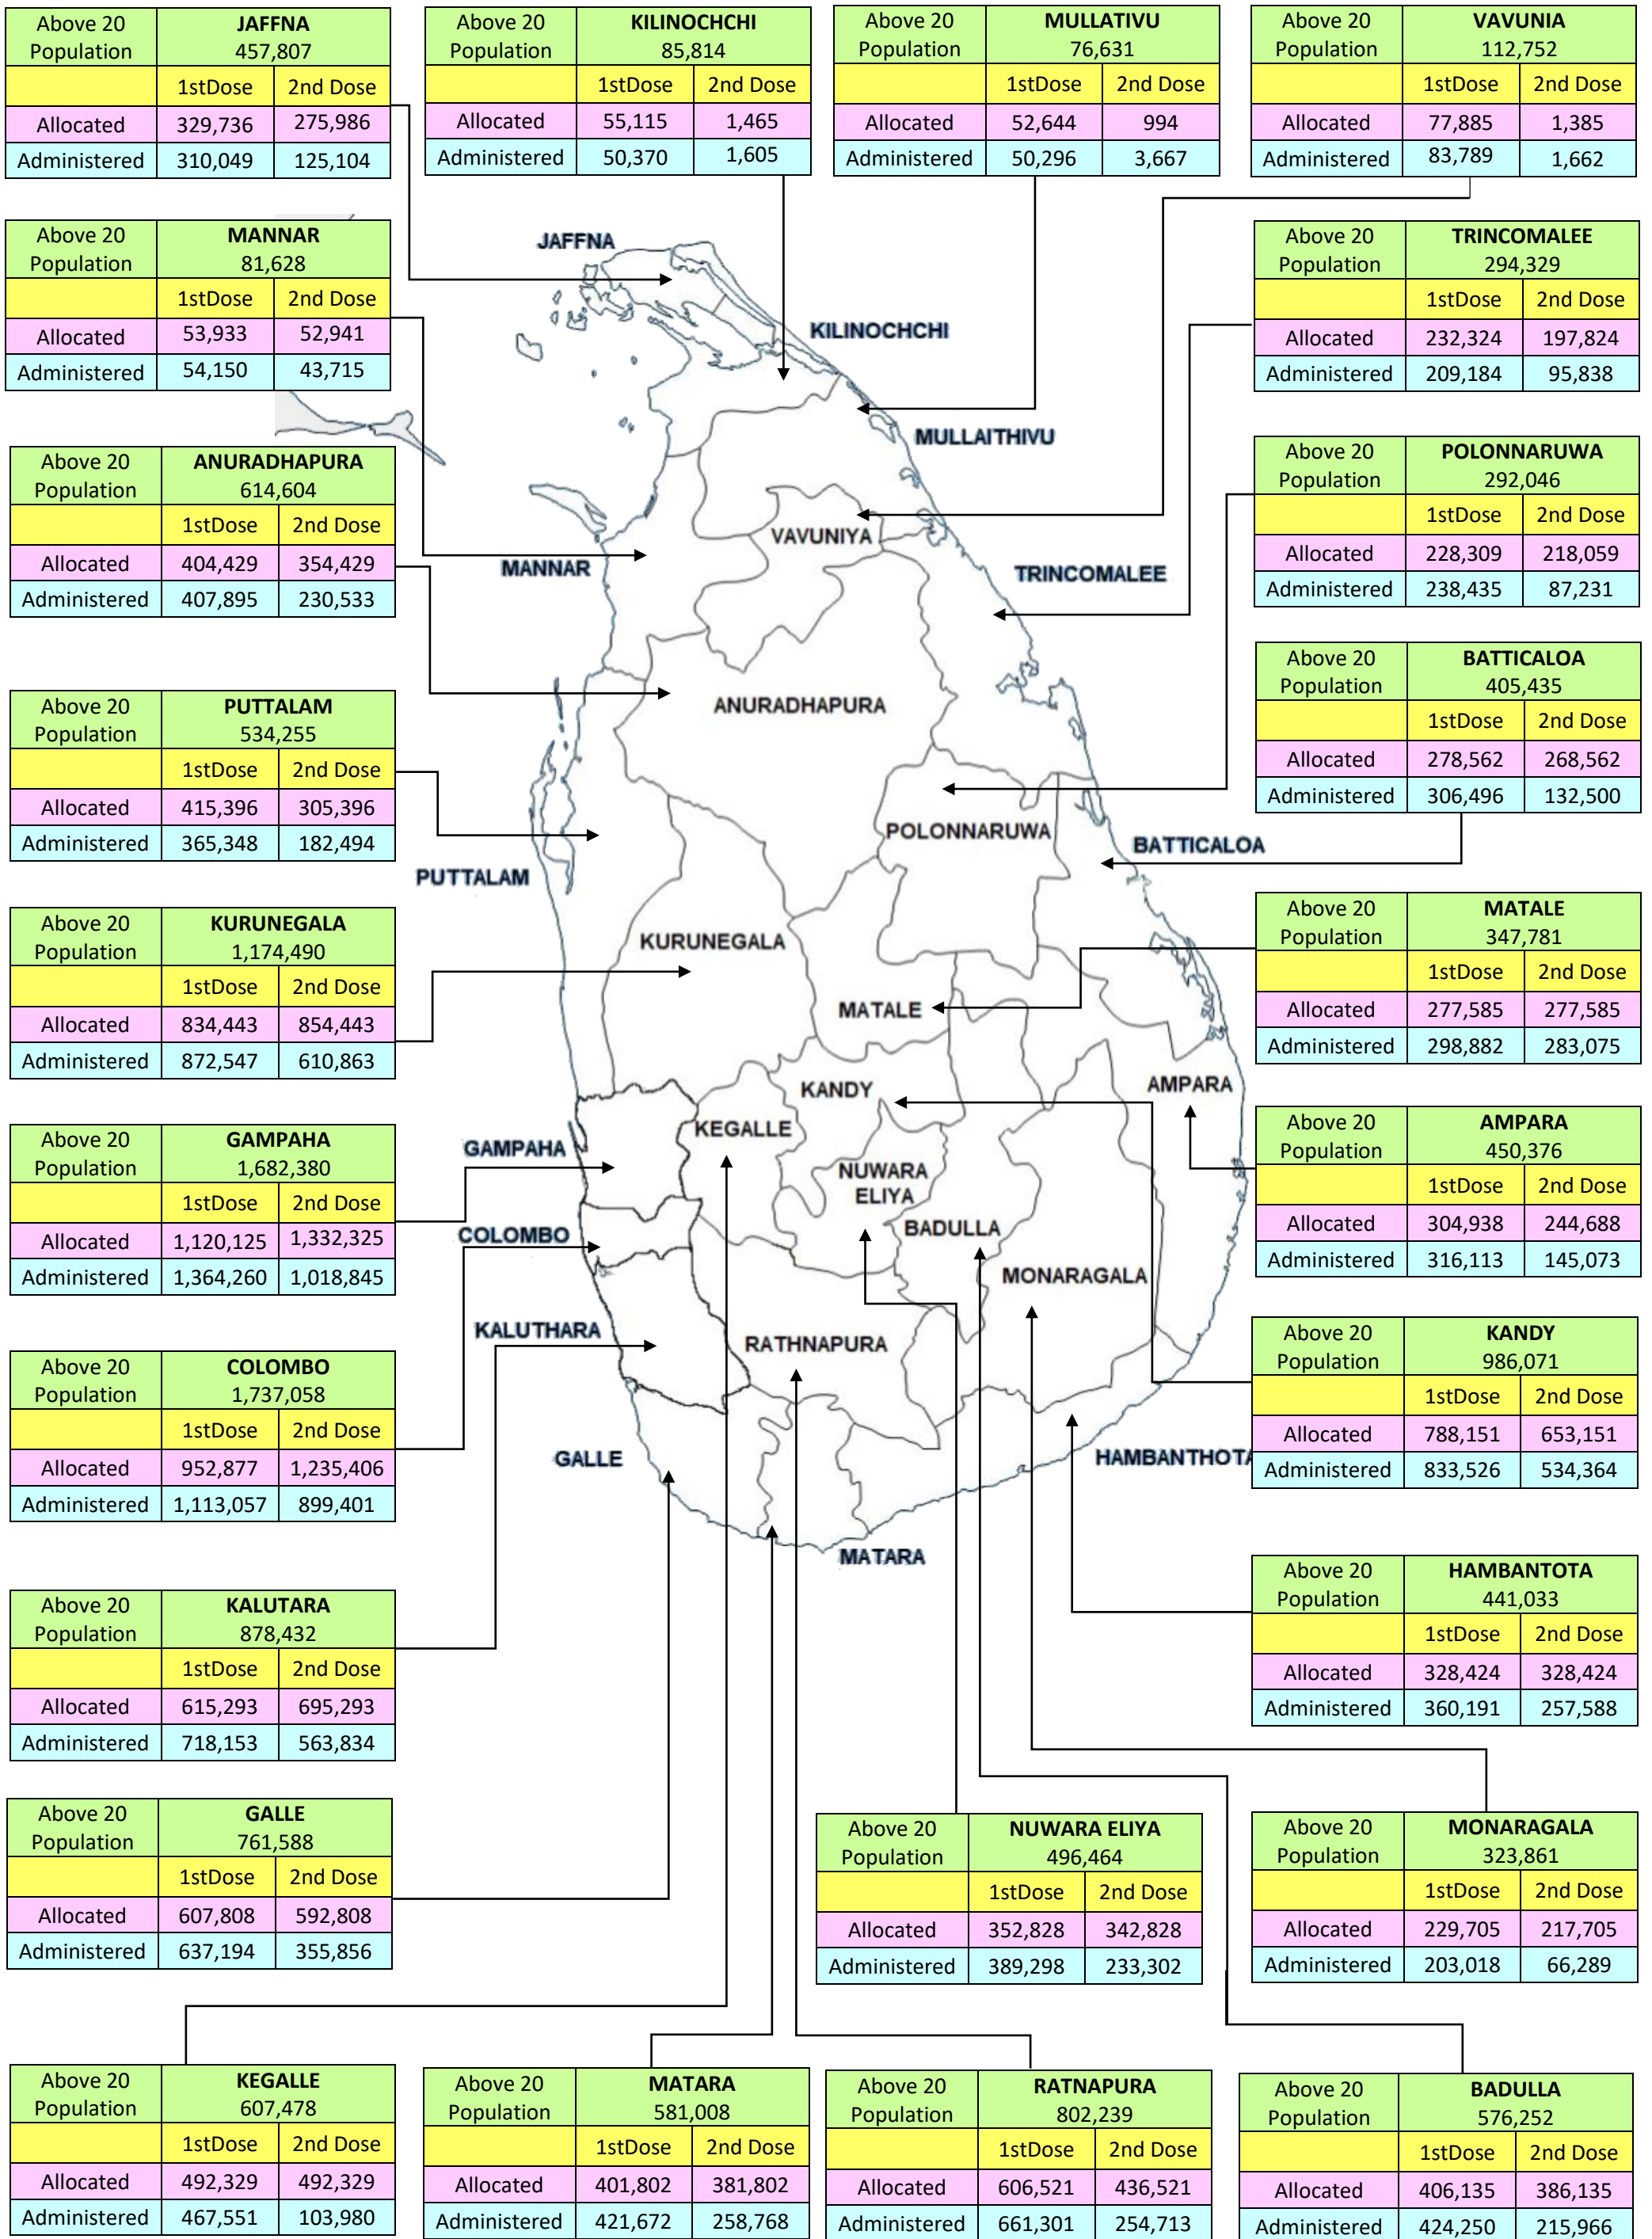 Above 20 JAFFNA
Population 457,807
1stDose 2nd Dose
Allocated 329,736 275,986
Administered 310,049 125,104
Above 20 KILINOCHCHI
Population 85,814
1stDose 2nd Dose
Allocated 55,115 1,465
Administered 50,370 1,605
Above 20 MULLATIVU
Population 76,631
1stDose 2nd Dose
Allocated 52,644 994
Administered 50,296 3,667
Above 20 VAVUNIA
Population 112,752
1stDose 2nd Dose
Allocated 77,885 1,385
Administered 83,789 1,662
Above 20 MANNAR
Population 81,628
1stDose 2nd Dose
Allocated 53,933 52,941
Administered 54,150 43,715
Above 20 TRINCOMALEE
Population 294,329
1stDose 2nd Dose
Allocated 232,324 197,824
Administered 209,184 95,838
Above 20 ANURADHAPURA
Population 614,604
1stDose 2nd Dose
Allocated 404,429 354,429
Administered 407,895 230,533
Above 20 POLONNARUWA
Population 292,046
1stDose 2nd Dose
Allocated 228,309 218,059
Administered 238,435 87,231
Above 20 BATTICALOA
Population 405,435
1stDose 2nd Dose
Allocated 278,562 268,562
Administered 306,496 132,500
Above 20 PUTTALAM
Population 534,255
1stDose 2nd Dose
Allocated 415,396 305,396
Administered 365,348 182,494
Above 20 MATALE
Population 347,781
1stDose 2nd Dose
Allocated 277,585 277,585
Administered 298,882 283,075
Above 20 KURUNEGALA
Population 1,174,490
1stDose 2nd Dose
Allocated 834,443 854,443
Administered 872,547 610,863
Above 20 AMPARA
Population 450,376
1stDose 2nd Dose
Allocated 304,938 244,688
Administered 316,113 145,073
Above 20 GAMPAHA
Population 1,682,380
1stDose 2nd Dose
Allocated 1,120,125 1,332,325
Administered 1,364,260 1,018,845
Above 20 KANDY
Population 986,071
1stDose 2nd Dose
Allocated 788,151 653,151
Administered 833,526 534,364
Above 20 COLOMBO
Population 1,737,058
1stDose 2nd Dose
Allocated 952,877 1,235,406
Administered 1,113,057 899,401
Above 20 HAMBANTOTA
Population 441,033
1stDose 2nd Dose
Allocated 328,424 328,424
Administered 360,191 257,588
Above 20 KALUTARA
Population 878,432
1stDose 2nd Dose
Allocated 615,293 695,293
Administered 718,153 563,834
Above 20 GALLE
Population 761,588
1stDose 2nd Dose
Allocated 607,808 592,808
Administered 637,194 355,856
Above 20 NUWARA ELIYA
Population 496,464
1stDose 2nd Dose
Allocated 352,828 342,828
Administered 389,298 233,302
Above 20 MONARAGALA
Population 323,861
1stDose 2nd Dose
Allocated 229,705 217,705
Administered 203,018 66,289
Above 20 KEGALLE
Population 607,478
1stDose 2nd Dose
Allocated 492,329 492,329
Administered 467,551 103,980
Above 20 MATARA
Population 581,008
1stDose 2nd Dose
Allocated 401,802 381,802
Administered 421,672 258,768
Above 20 RATNAPURA
Population 802,239
1stDose 2nd Dose
Allocated 606,521 436,521
Administered 661,301 254,713
Above 20 BADULLA
Population 576,252
1stDose 2nd Dose
Allocated 406,135 386,135
Administered 424,250 215,966
JAFFNA
KILINOCHCHI
MULLAITHIVU
VAVUNIYA
MANNAR
TRINCOMALEE
ANURADHAPURA
POLONNARUWA
BATTICALOA
PUTTALAM
KURUNEGALA
MATALE
AMPARA
KANDY
KEGALLE
GAMPAHA
NUWARA
ELIYA
BADULLA
COLOMBO
MONARAGALA
KALUTHARA
RATHNAPURA
GALLE
HAMBANTHOTA
MATARA